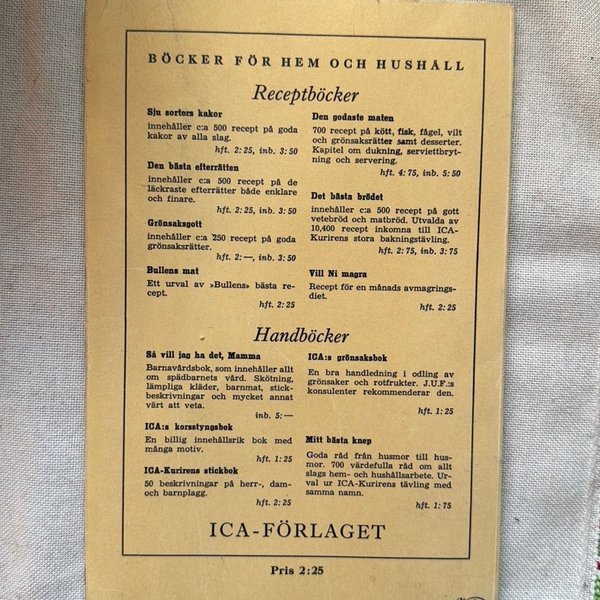 BÖCKER FÖR HEM OCH HUSHÅLL
Receptböcker
Sju sorters kakor
innehåller c:a 500 recept på goda
kakor av alla slag.
hft. 2: 25, inb. 3: 50
Den bästa efterrätten
innehåller c:a 500 recept på de
läckraste efterrätter både enklare
och finare.
hft. 2: 25, inb. 3: 50
Grönsaksgott
innehåller c:a 250 recept på goda
grönsaksrätter.
hft. 2: —, inb. 3: 50
Bullens mat
Ett urval av »Bullens» bästa re-
cept.
hft. 2: 25
Den godaste maten
700 recept på kött, fisk, fågel, vilt
och grönsaksrätter samt desserter.
Kapitel om dukning, serviettbryt-
ning och servering.
hft. 4: 75, inb. 5: 50
Det bästa brödet
innehåller c:a 500 recept på gott
vetebröd och matbröd. Utvalda av
10,400 recept inkomna till ICA-
Kurirens stora bakningstävling.
hft. 2: 75, inb. 3: 75
Vill Ni magra
Recept för en månads avmagrings-
diet.
hft. 2: 25
Handböcker
Så vill jag ha det, Mamma
Barnavårdsbok, som innehåller allt
om spädbarnets vård. Skötning,
lämpliga kläder, barnmat, stick-
beskrivningar och mycket annat
värt att veta.
inb. 5: —
ICA:s korsstygnsbok
En billig innehållsrik bok med
många motiv.
hft. 1: 25
ICA-Kurirens stickbok
50 beskrivningar på herr-, dam-
och barnplagg.
hft. 2: 25
ICA:s grönsaksbok
En bra handledning i odling av
grönsaker och rotfrukter. J.U.F.:s
konsulenter rekommenderar den.
hft. 1: 25
Mitt bästa knep
Goda råd från husmor till hus-
mor. 700 värdefulla råd om allt
slags hem- och hushållsarbete. Ur-
val ur ICA-Kurirens tävling med
samma namn.
hft. 1: 75
ICA-FÖRLAGET
Pris 2:25